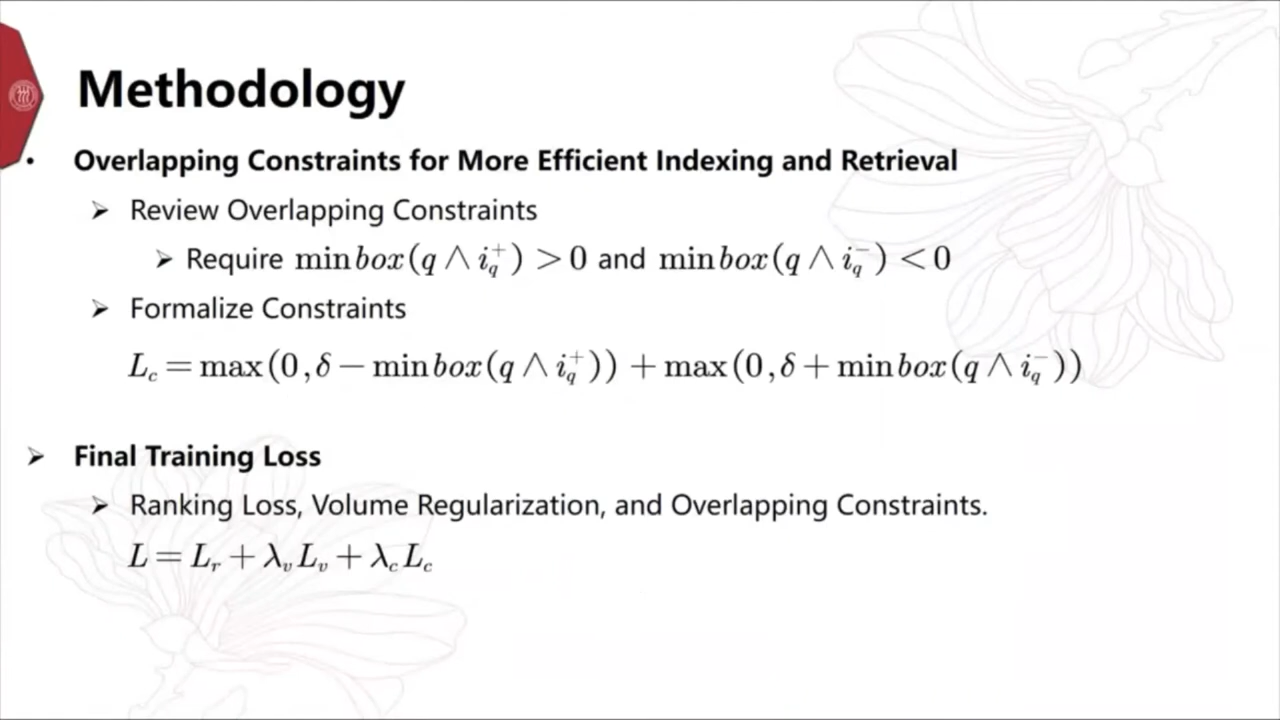 Methodology
• Overlapping Constraints for More Efficient Indexing and Retrieval
➢ Review Overlapping Constraints
➢ Require min box(q ∧ i_q^+) > 0 and min box(q ∧ i_q^-) < 0
➢ Formalize Constraints
L_c = max(0, δ − min box(q ∧ i_q^+)) + max(0, δ + min box(q ∧ i_q^-))
➢ Final Training Loss
➢ Ranking Loss, Volume Regularization, and Overlapping Constraints.
L = L_r + λ_v L_v + λ_c L_c